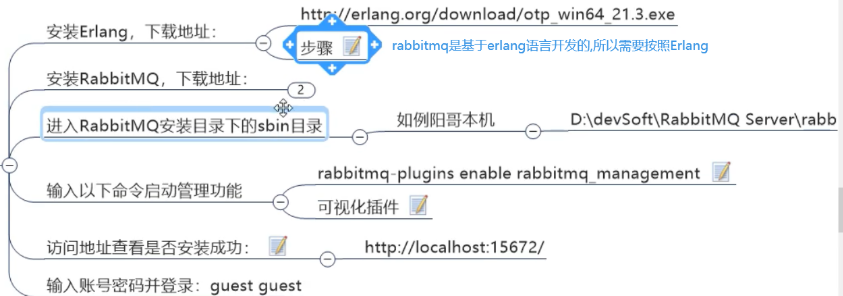 http://erlang.org/download/otp_win64_21.3.exe
安装Erlang，下载地址：
步骤
rabbitmq是基于erlang语言开发的,所以需要按照Erlang
安装RabbitMQ，下载地址：
2
进入RabbitMQ安装目录下的sbin目录
如例阳哥本机
D:\devSoft\RabbitMQ Server\rabb
rabbitmq-plugins enable rabbitmq_management
输入以下命令启动管理功能
可视化插件
访问地址查看是否安装成功：
http://localhost:15672/
输入账号密码并登录：guest guest